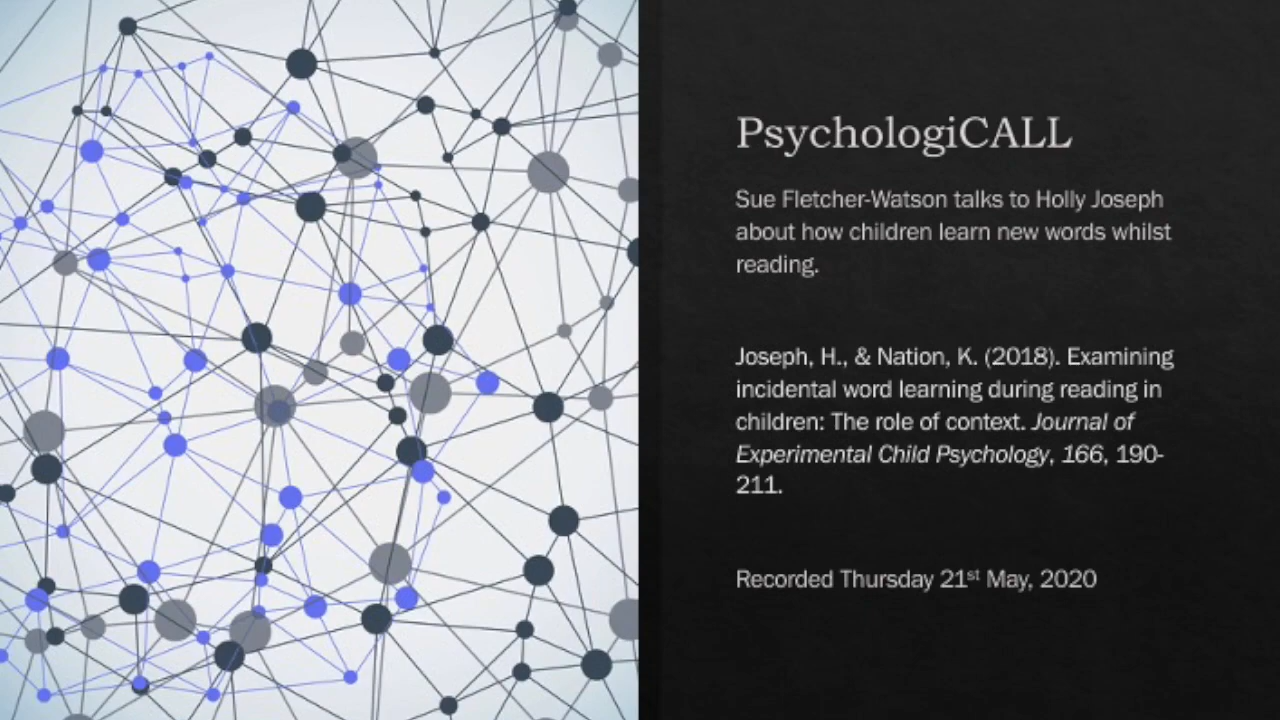 PsychologiCALL
Sue Fletcher-Watson talks to Holly Joseph
about how children learn new words whilst
reading.
Joseph, H., & Nation, K. (2018). Examining
incidental word learning during reading in
children: The role of context. Journal of
Experimental Child Psychology, 166, 190-
211.
Recorded Thursday 21st May, 2020